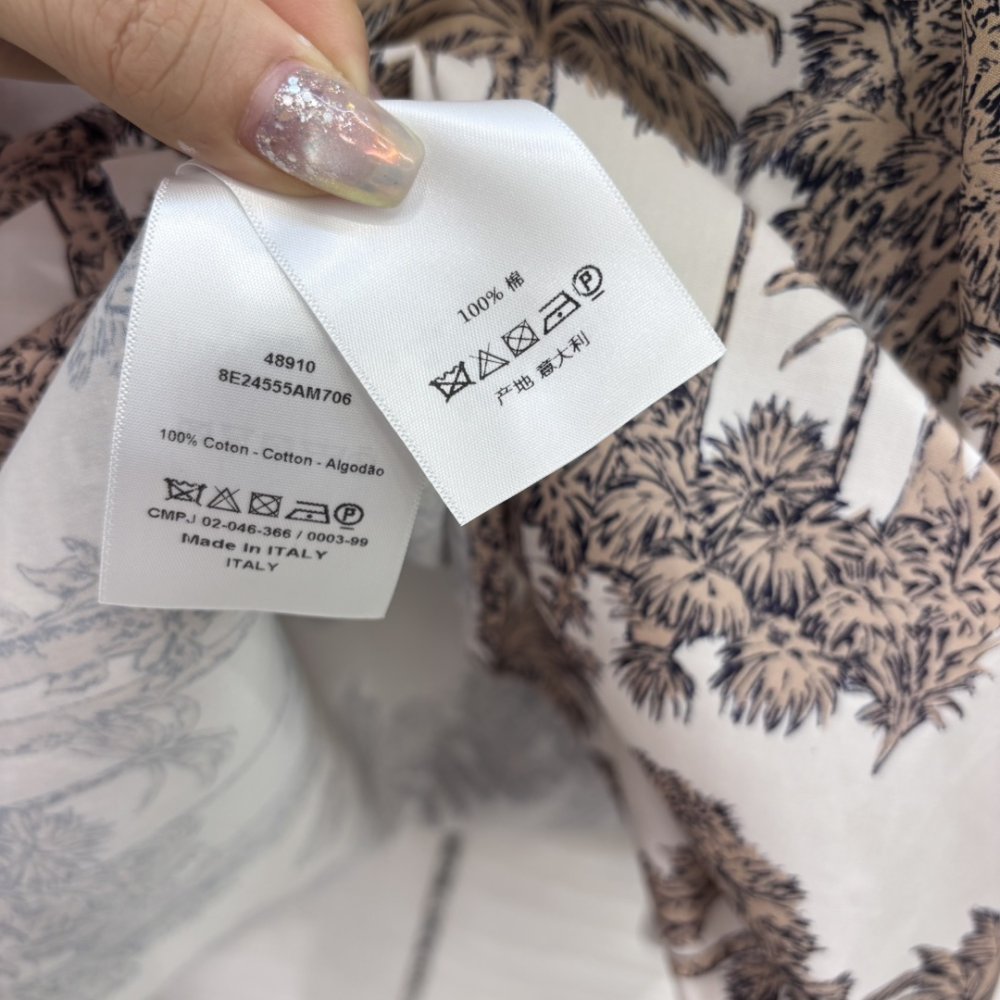 48910
8E24555AM706
100% Coton - Cotton - Algodão
P
CMPJ 02-046-366 / 0003-99
Made in ITALY
ITALY
100% 棉
P
产地 意大利